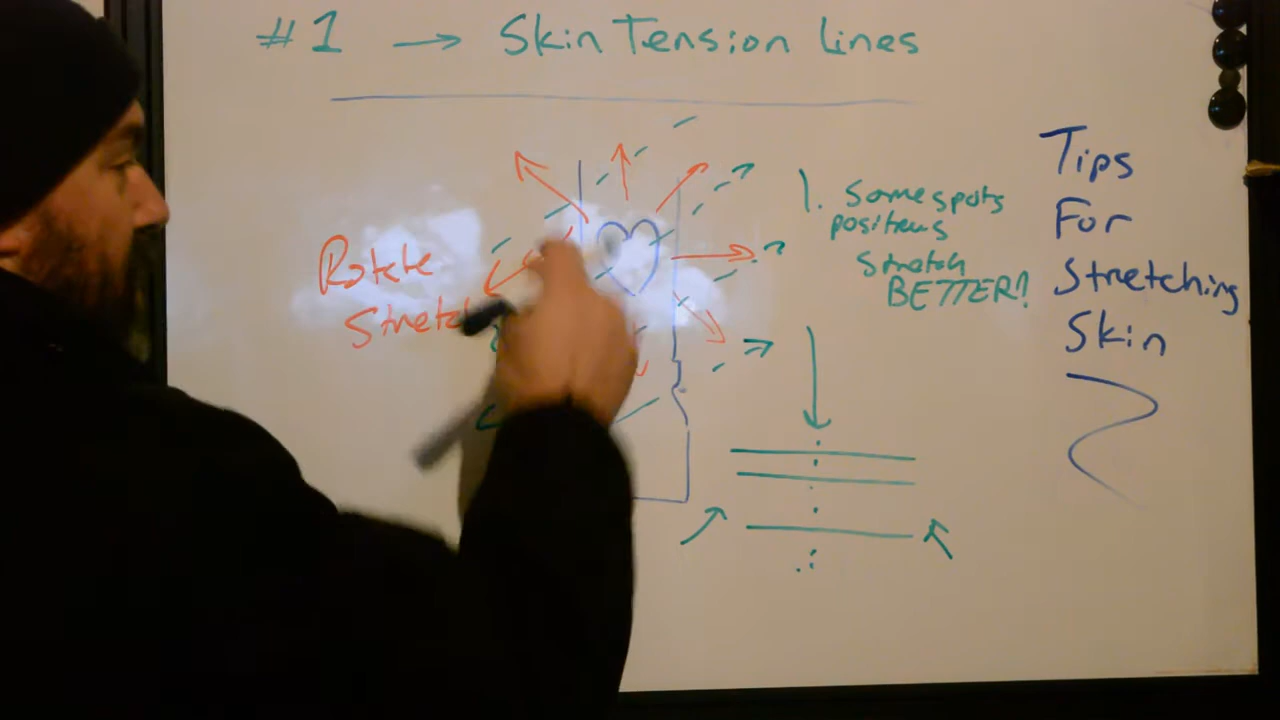 #1 → Skin Tension Lines
Rotate
Stretch
1. Some spots
positions
stretch
BETTER!
Tips
For
Stretching
Skin